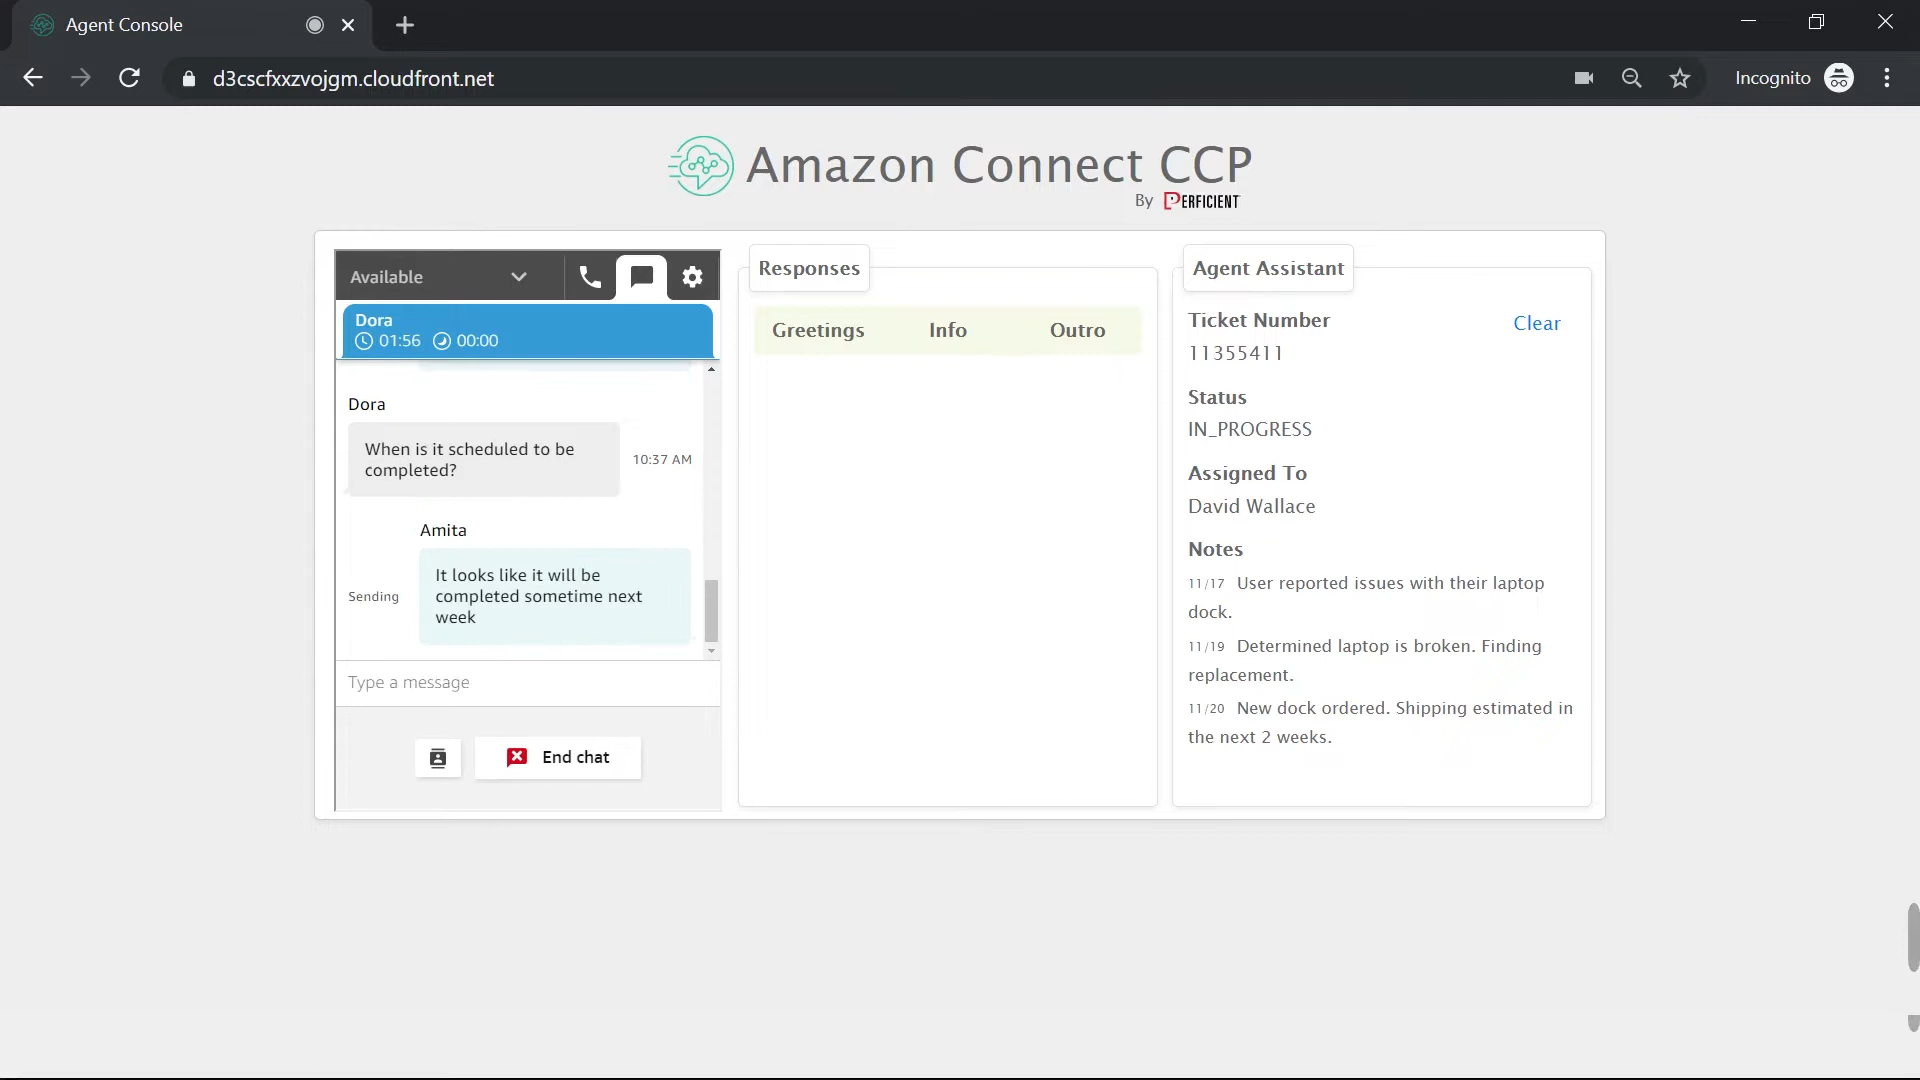 Agent Console
d3cscfxxzvojgm.cloudfront.net
Incognito
Amazon Connect CCP
By PERFICIENT
Available
Dora
01:56 00:00
Dora
When is it scheduled to be
completed?
10:37 AM
Amita
It looks like it will be
completed sometime next
week
Sending
Type a message
End chat
Responses
Greetings Info Outro
Agent Assistant
Ticket Number
Clear
11355411
Status
IN_PROGRESS
Assigned To
David Wallace
Notes
11/17 User reported issues with their laptop
dock.
11/19 Determined laptop is broken. Finding
replacement.
11/20 New dock ordered. Shipping estimated in
the next 2 weeks.